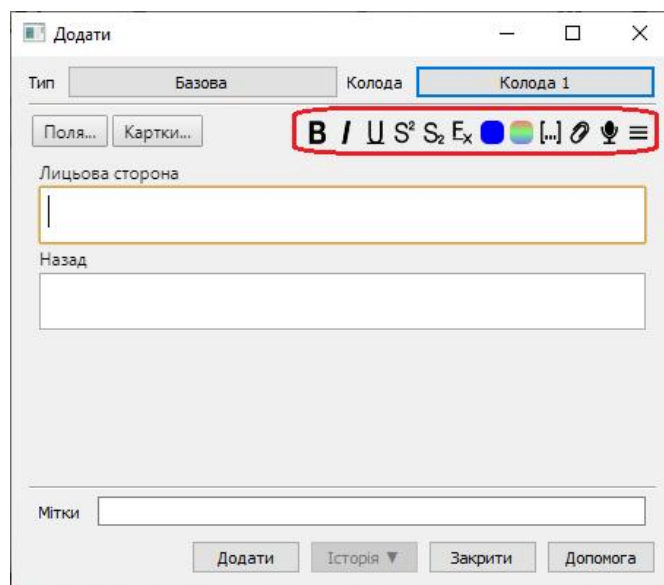 Додати
Тип Базова Колода Колода 1
Поля... Картки... B I U S² S₂ Eₓ [...]
Лицьова сторона
Назад
Мітки
Додати Історія ▼ Закрити Допомога